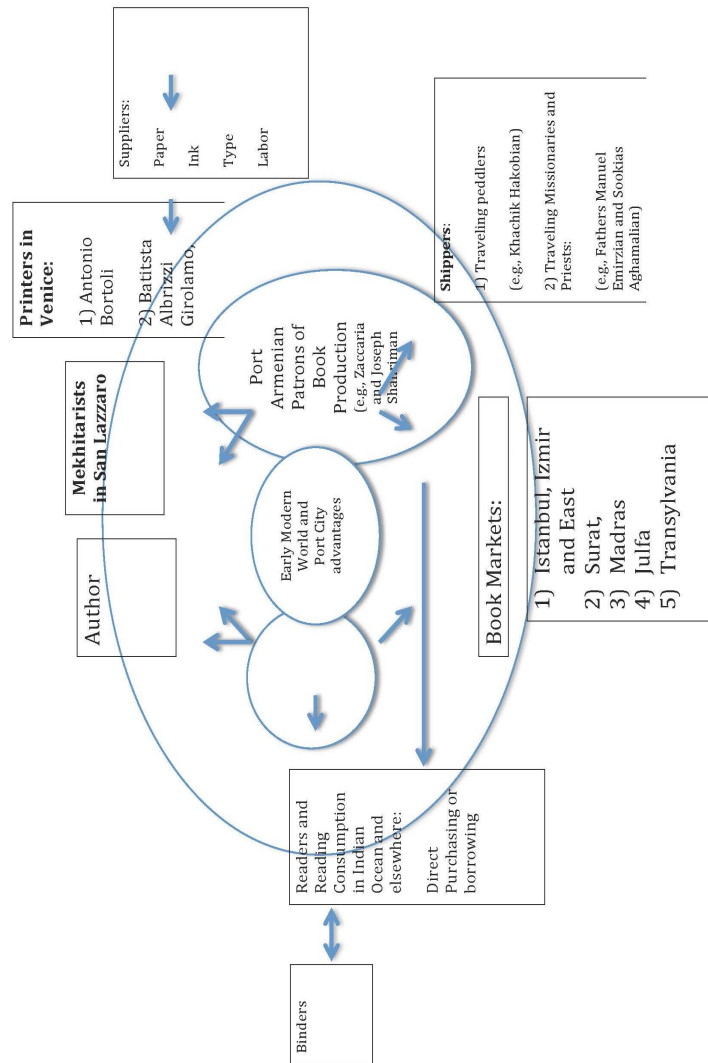 Author
Mekhitarists
in San Lazzaro
Printers in
Venice:
1) Antonio
Bortoli
2) Batitsta
Albrizzi
Girolamo,
Suppliers:
Paper
Ink
Type
Labor
Port
Armenian
Patrons of
Book
Production
(e.g., Zaccaria
and Joseph
Shahriman
Early Modern
World and
Port City
advantages
Shippers:
1) Traveling peddlers
(e.g., Khachik Hakobian)
2) Traveling Missionaries and
Priests:
(e.g., Fathers Manuel
Emirzian and Sookias
Aghamalian)
Book Markets:
1) Istanbul, Izmir
and East
2) Surat,
3) Madras
4) Julfa
5) Transylvania
Readers and
Reading
Consumption
in Indian
Ocean and
elsewhere:
Direct
Purchasing or
borrowing
Binders